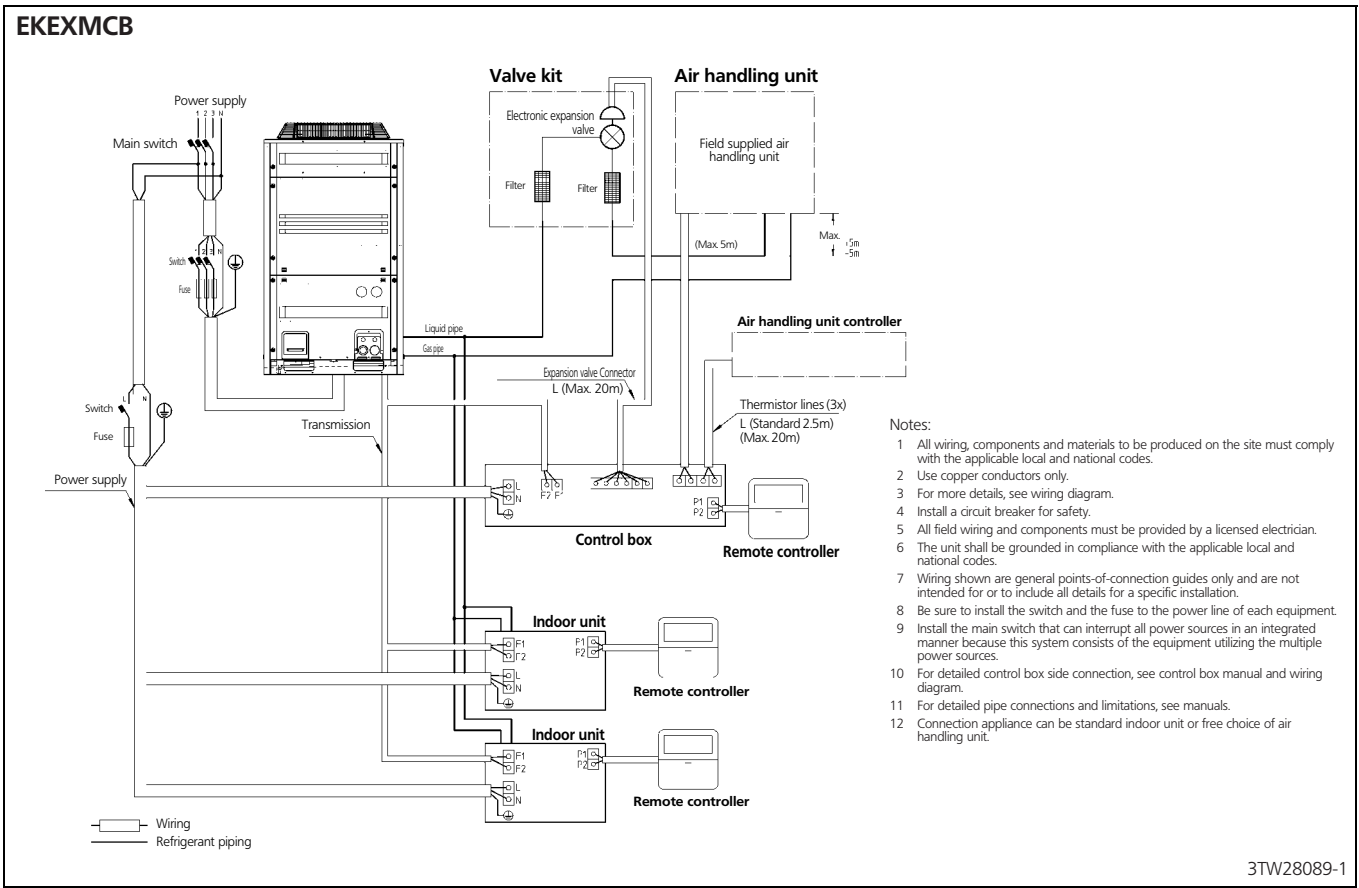 EKEXMCB
Power supply
1 2 3 N
Main switch
1 2 3 N
Switch
Fuse
L N
Switch
Fuse
Power supply
Valve kit
Electronic expansion
valve
Filter
Filter
Air handling unit
Field supplied air
handling unit
(Max. 5m)
Max.
-5m
Liquid pipe
Gas pipe
Air handling unit controller
Expansion valve Connector
L (Max. 20m)
Thermistor lines (3x)
L (Standard 2.5m)
(Max. 20m)
Transmission
L
N
F2
P1
P2
Control box
Remote controller
Indoor unit
F1
F2
P1
P2
L
N
Remote controller
Indoor unit
F1
F2
P1
P2
L
N
Remote controller
Wiring
Refrigerant piping
Notes:
1 All wiring, components and materials to be produced on the site must comply
with the applicable local and national codes.
2 Use copper conductors only.
3 For more details, see wiring diagram.
4 Install a circuit breaker for safety.
5 All field wiring and components must be provided by a licensed electrician.
6 The unit shall be grounded in compliance with the applicable local and
national codes.
7 Wiring shown are general points-of-connection guides only and are not
intended for or to include all details for a specific installation.
8 Be sure to install the switch and the fuse to the power line of each equipment.
9 Install the main switch that can interrupt all power sources in an integrated
manner because this system consists of the equipment utilizing the multiple
power sources.
10 For detailed control box side connection, see control box manual and wiring
diagram.
11 For detailed pipe connections and limitations, see manuals.
12 Connection appliance can be standard indoor unit or free choice of air
handling unit.
3TW28089-1